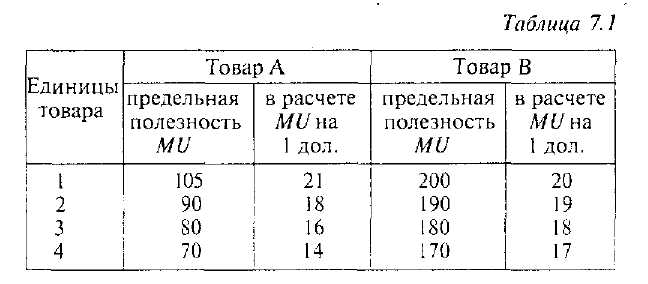 Таблица 7.1
Единицы товара | Товар А | Товар В
предельная полезность MU | в расчете MU на 1 дол. | предельная полезность MU | в расчете MU на 1 дол.
1 105 21 200 20
2 90 18 190 19
3 80 16 180 18
4 70 14 170 17